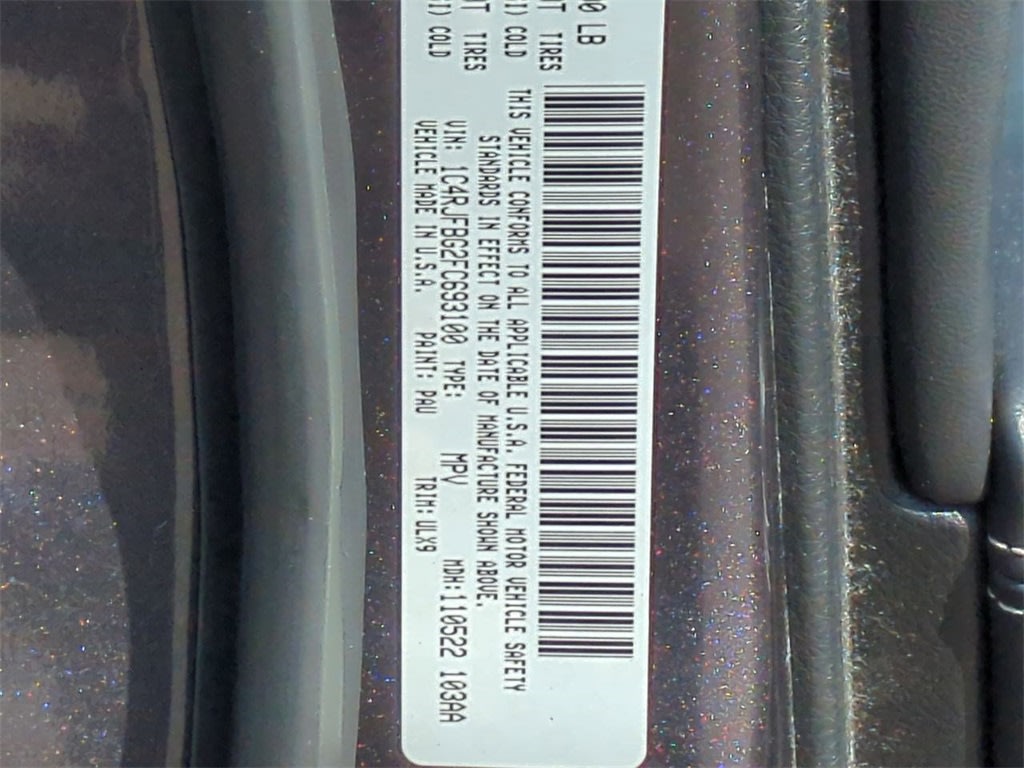 00 LB
T TIRES
I) COLD
T TIRES
I) COLD
THIS VEHICLE CONFORMS TO ALL APPLICABLE U.S.A. FEDERAL MOTOR VEHICLE SAFETY
STANDARDS IN EFFECT ON THE DATE OF MANUFACTURE SHOWN ABOVE.
VIN: 1C4RJFBG2FC693100 TYPE: MPV MDH:110522 103AA
VEHICLE MADE IN U.S.A. PAINT: PAU TRIM: ULX9